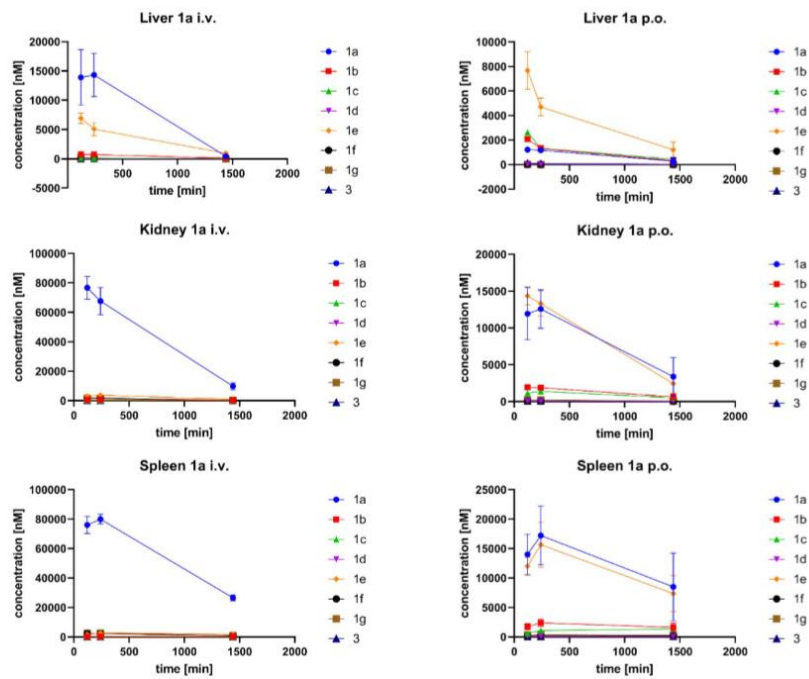 Liver 1a i.v.
concentration [nM]
20000
15000
10000
5000
0
-5000
500
1000
1500
2000
time [min]
1a
1b
1c
1d
1e
1f
1g
3
Liver 1a p.o.
concentration [nM]
10000
8000
6000
4000
2000
0
-2000
500
1000
1500
2000
time [min]
1a
1b
1c
1d
1e
1f
1g
3
Kidney 1a i.v.
concentration [nM]
100000
80000
60000
40000
20000
0
0
500
1000
1500
2000
time [min]
1a
1b
1c
1d
1e
1f
1g
3
Kidney 1a p.o.
concentration [nM]
20000
15000
10000
5000
0
0
500
1000
1500
2000
time [min]
1a
1b
1c
1d
1e
1f
1g
3
Spleen 1a i.v.
concentration [nM]
100000
80000
60000
40000
20000
0
0
500
1000
1500
2000
time [min]
1a
1b
1c
1d
1e
1f
1g
3
Spleen 1a p.o.
concentration [nM]
25000
20000
15000
10000
5000
0
0
500
1000
1500
2000
time [min]
1a
1b
1c
1d
1e
1f
1g
3